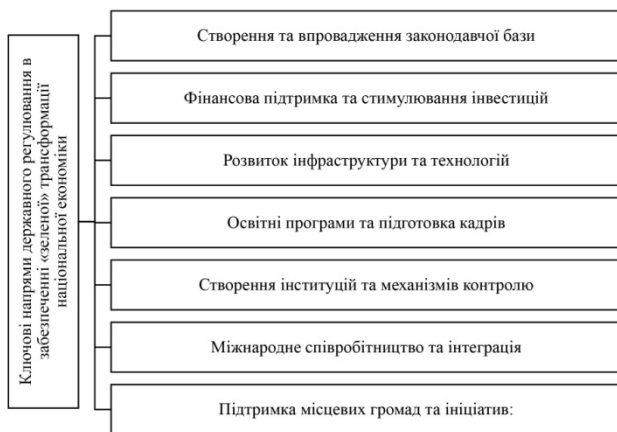 Ключові напрями державного регулювання в
забезпеченні «зеленої» трансформації
національної економіки
Створення та впровадження законодавчої бази
Фінансова підтримка та стимулювання інвестицій
Розвиток інфраструктури та технологій
Освітні програми та підготовка кадрів
Створення інституцій та механізмів контролю
Міжнародне співробітництво та інтеграція
Підтримка місцевих громад та ініціатив: